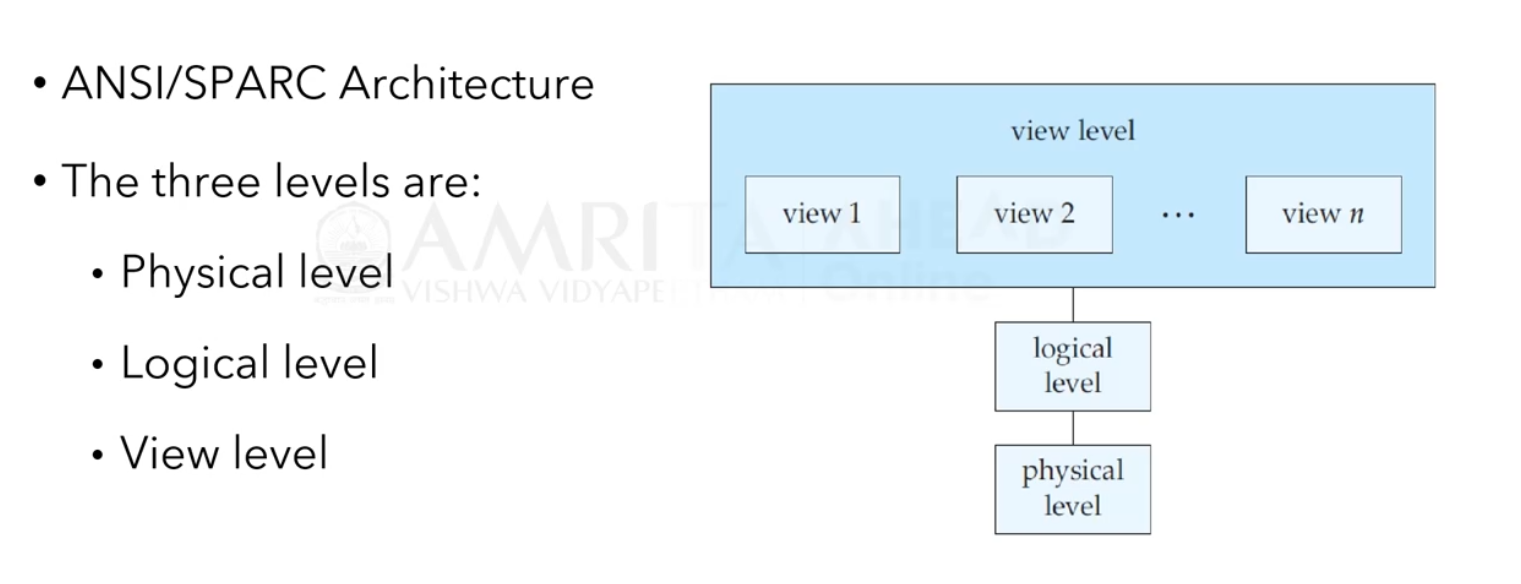 • ANSI/SPARC Architecture
• The three levels are:
• Physical level
• Logical level
• View level
view level
view 1
view 2
...
view n
logical
level
physical
level
AMRITA
VISHWA VIDYAPEETHAM
AHEAD
Online